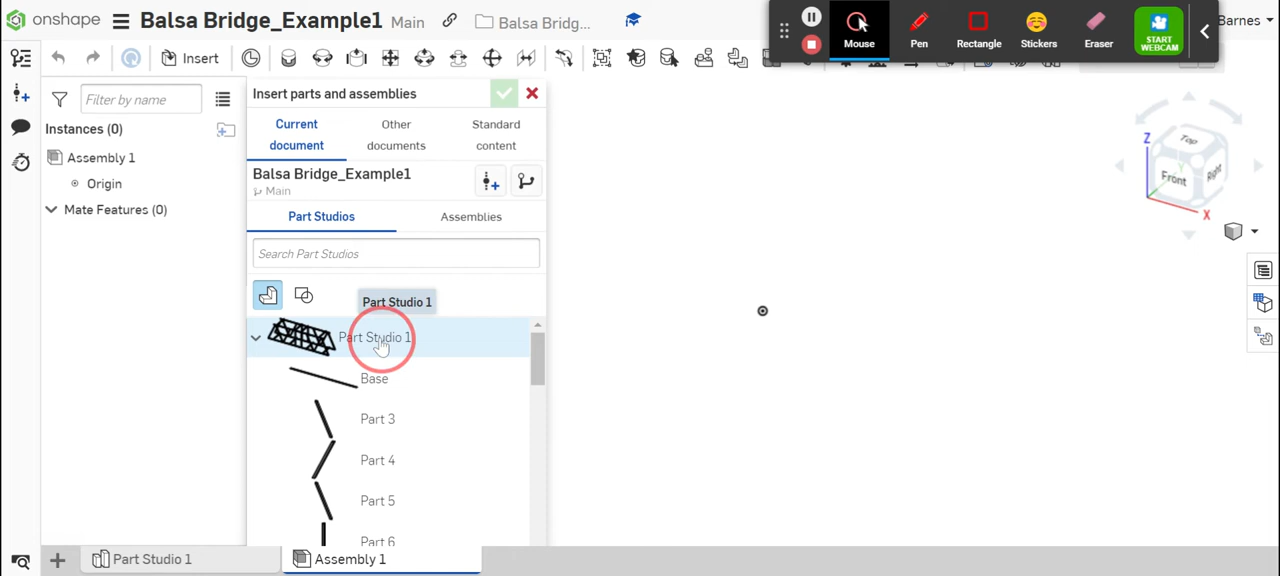 onshape
Balsa Bridge_Example1
Main
Balsa Bridg...
Mouse
Pen
Rectangle
Stickers
Eraser
START
WEBCAM
Barnes
Insert
Filter by name
Instances (0)
Assembly 1
Origin
Mate Features (0)
Insert parts and assemblies
Current
document
Other
documents
Standard
content
Balsa Bridge_Example1
Main
Part Studios
Assemblies
Search Part Studios
Part Studio 1
Part Studio 1
Base
Part 3
Part 4
Part 5
Part 6
Top
Front
Right
Z
Y
X
Part Studio 1
Assembly 1